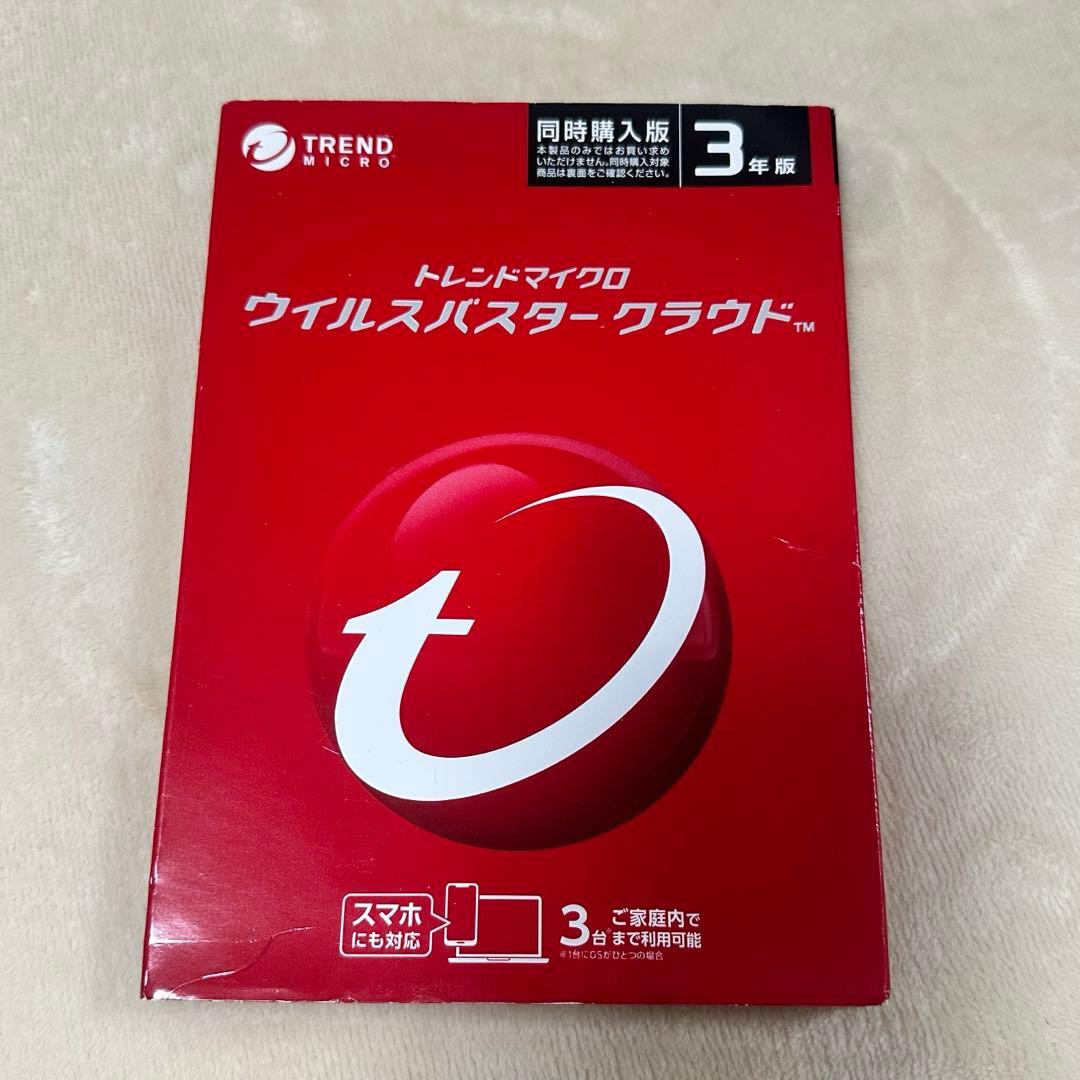 TREND
MICRO
同時購入版
本製品のみではお買い求め
いただけません。同時購入対象
商品は裏面をご確認ください。
3年版
トレンドマイクロ
ウイルスバスター クラウド™
スマホ
にも対応
3台※
ご家庭内で
まで利用可能
※1台にOSがひとつの場合